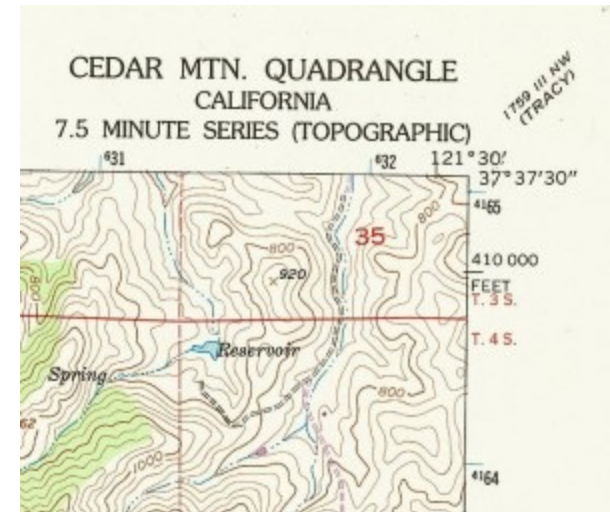 CEDAR MTN. QUADRANGLE
CALIFORNIA
7.5 MINUTE SERIES (TOPOGRAPHIC)
1759 III NW
(TRACY)
⁶31
⁶32
121°30'
37°37'30"
800
⁴¹65
35
800
410 000
FEET
920
800
T. 3 S.
T. 4 S.
Reservoir
Spring
800
1000
⁴¹64